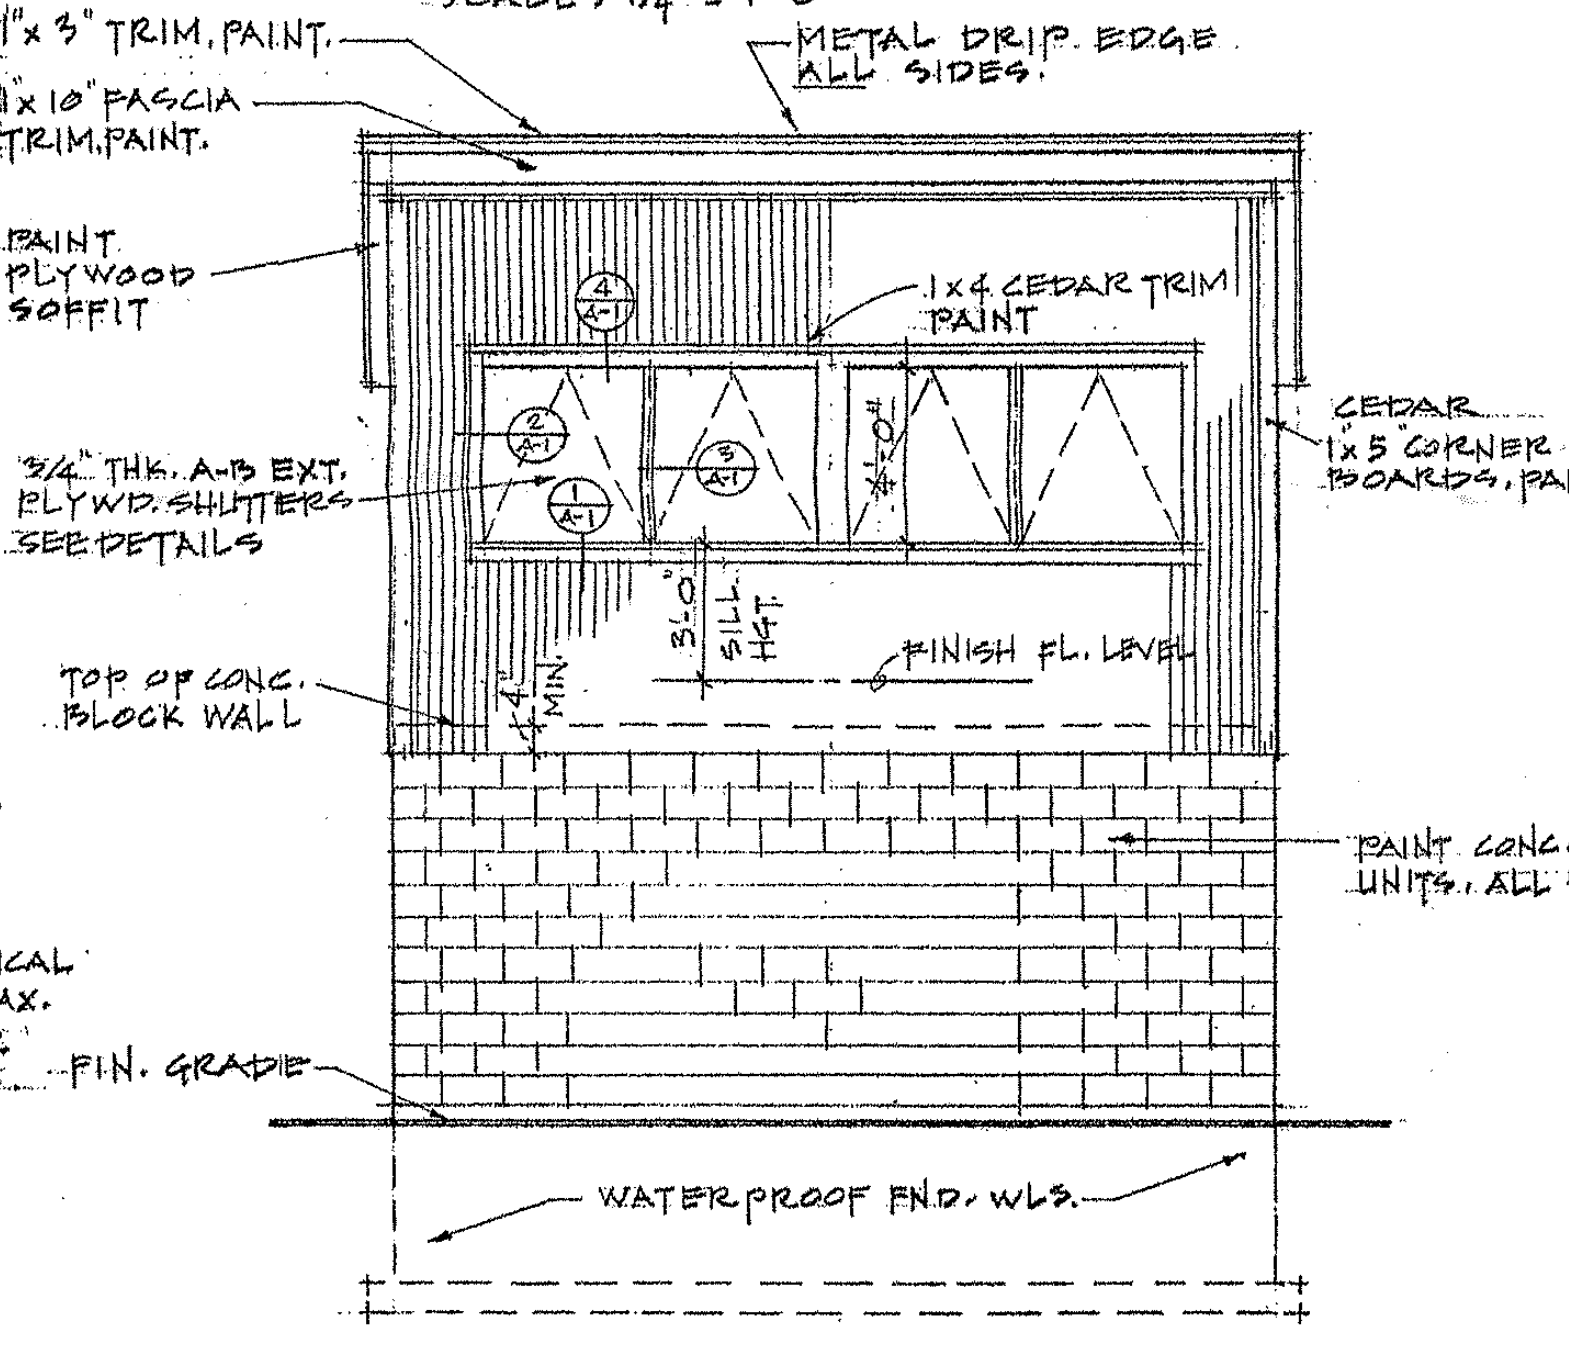 1"x 3" TRIM. PAINT.
METAL DRIP EDGE
ALL SIDES.
1"x 10" FASCIA
TRIM. PAINT.
PAINT
PLYWOOD
SOFFIT
4
A-1
1x4 CEDAR TRIM
PAINT
CEDAR
1"x 5" CORNER
BOARDS, PA
2
A-1
3
A-1
1
A-1
4'-0"
3/4" THK. A-B EXT.
PLYWD. SHUTTERS
SEE DETAILS
3'-0"
SILL
HGT.
FINISH FL. LEVEL
TOP OF CONC.
BLOCK WALL
4"
MIN.
PAINT CONC.
UNITS, ALL
ICAL
AX.
FIN. GRADE
WATERPROOF FND. WLS.